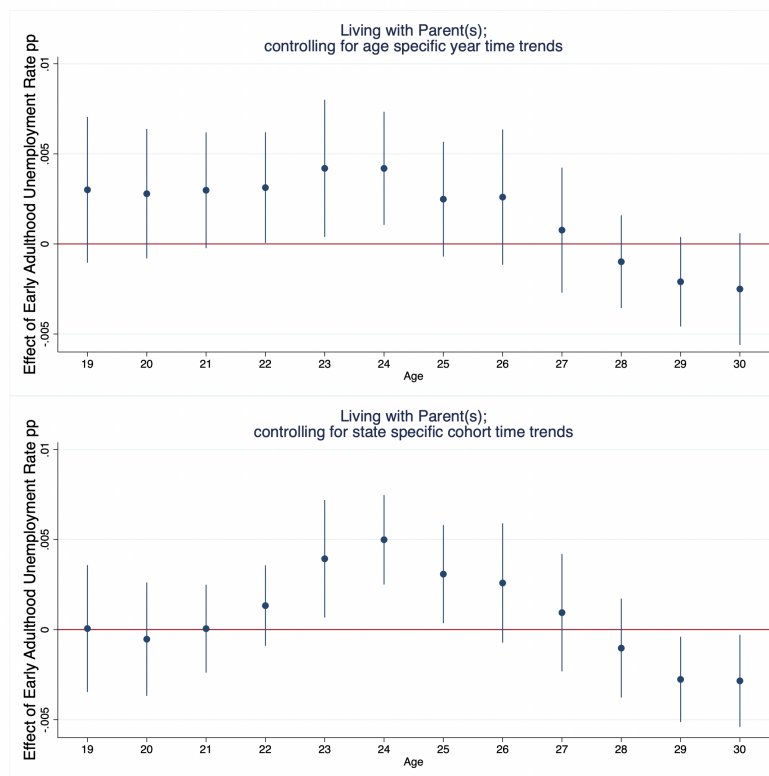 Living with Parent(s);
controlling for age specific year time trends
Effect of Early Adulthood Unemployment Rate pp
.01
.005
0
-.005
19 20 21 22 23 24 25 26 27 28 29 30
Age
Living with Parent(s);
controlling for state specific cohort time trends
Effect of Early Adulthood Unemployment Rate pp
.01
.005
0
-.005
19 20 21 22 23 24 25 26 27 28 29 30
Age